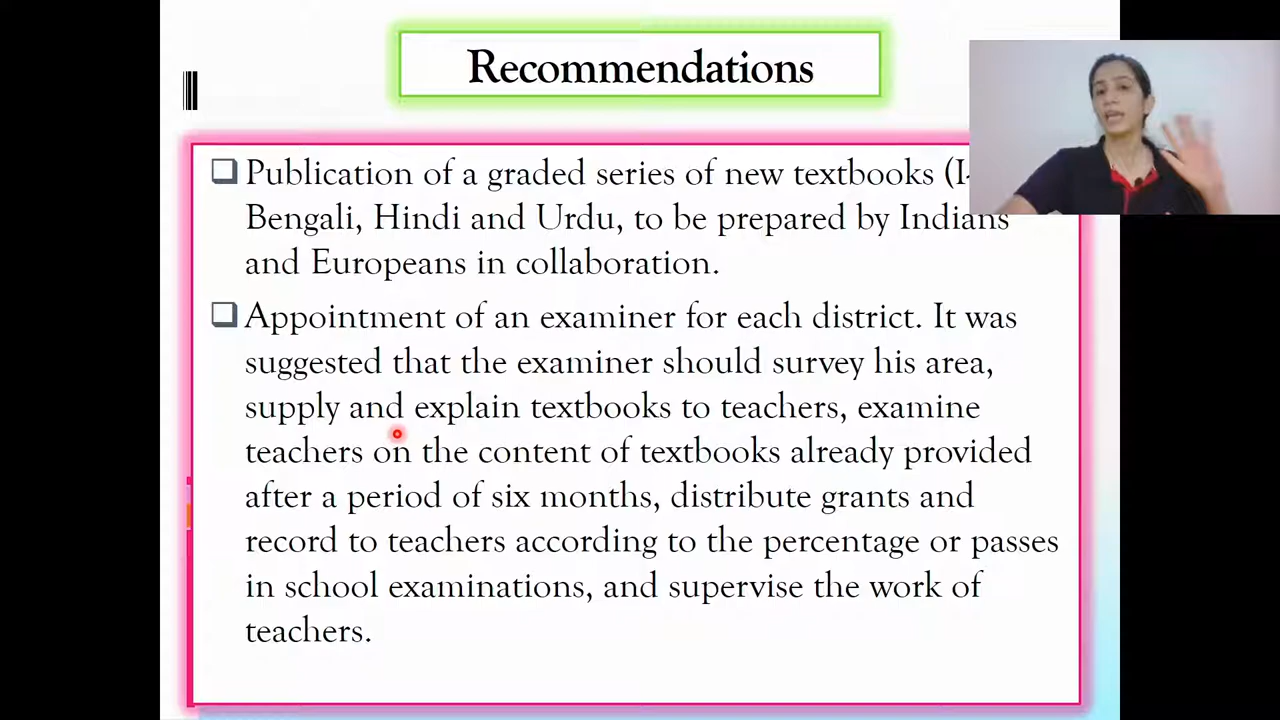 Recommendations
Publication of a graded series of new textbooks (I-
Bengali, Hindi and Urdu, to be prepared by Indians
and Europeans in collaboration.
Appointment of an examiner for each district. It was
suggested that the examiner should survey his area,
supply and explain textbooks to teachers, examine
teachers on the content of textbooks already provided
after a period of six months, distribute grants and
record to teachers according to the percentage or passes
in school examinations, and supervise the work of
teachers.